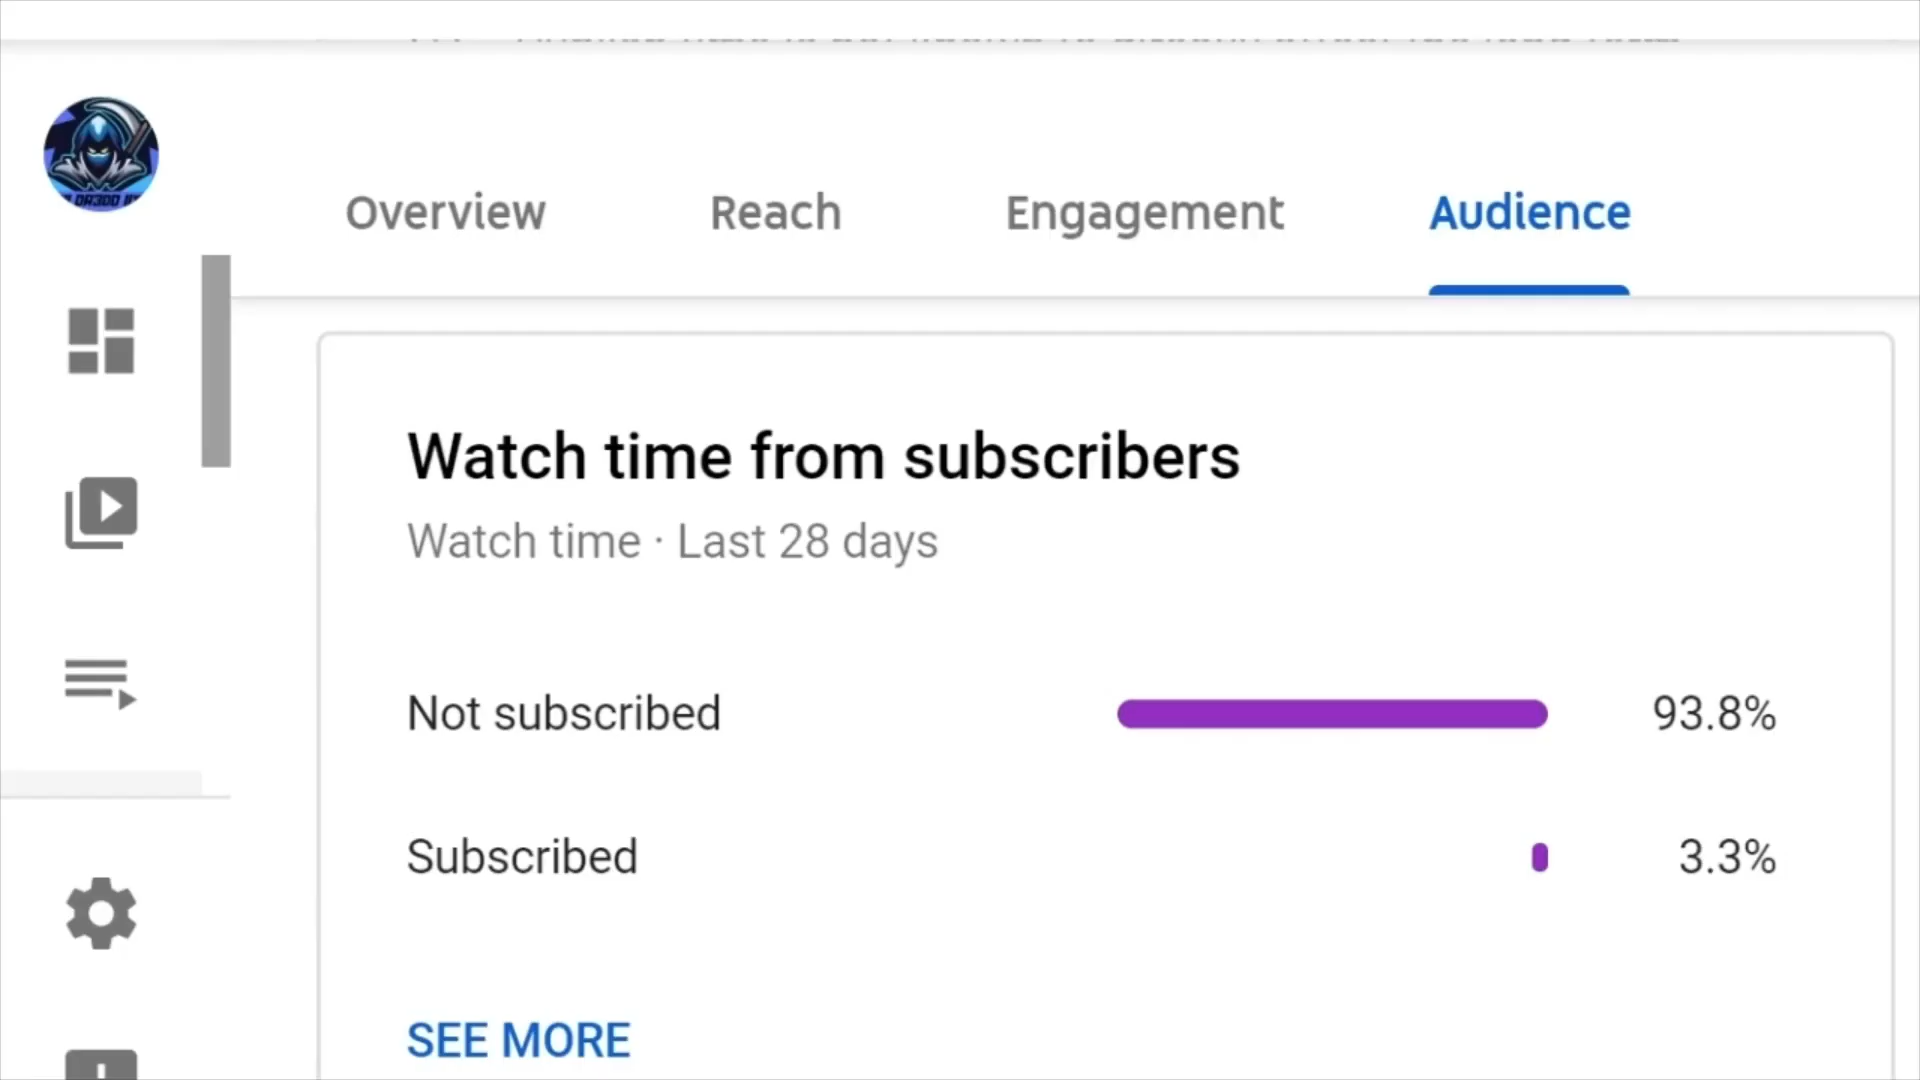 Overview Reach Engagement Audience
Watch time from subscribers
Watch time · Last 28 days
Not subscribed 93.8%
Subscribed 3.3%
SEE MORE